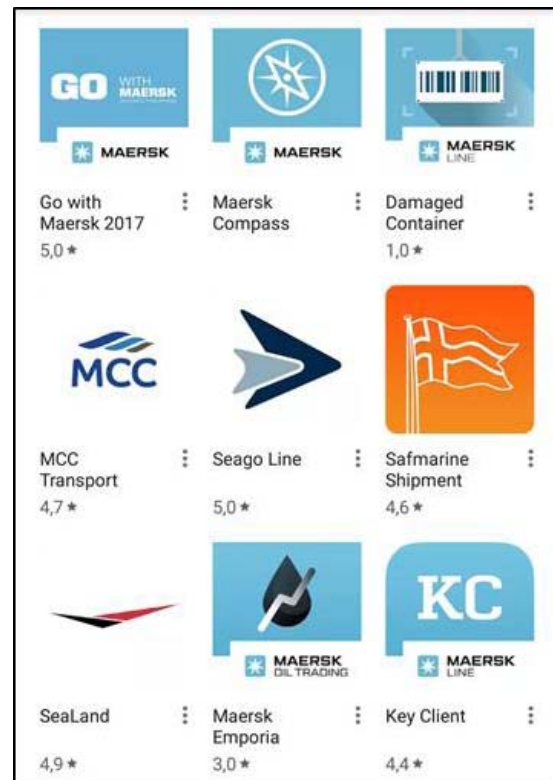 GO WITH MAERSK
MAERSK
MAERSK
MAERSK LINE
Go with Maersk 2017
5,0 ★
Maersk Compass
Damaged Container
1,0 ★
MCC
MCC Transport
4,7 ★
Seago Line
5,0 ★
Safmarine Shipment
4,6 ★
SeaLand
4,9 ★
MAERSK OIL TRADING
Maersk Emporia
3,0 ★
KC
MAERSK LINE
Key Client
4,4 ★